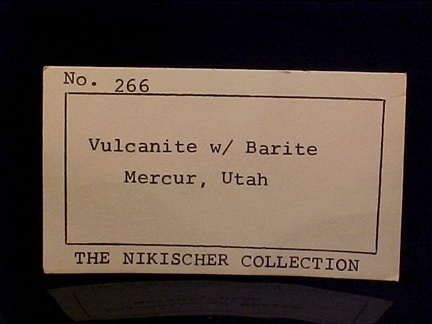 No. 266
Vulcanite w/ Barite
Mercur, Utah
THE NIKISCHER COLLECTION